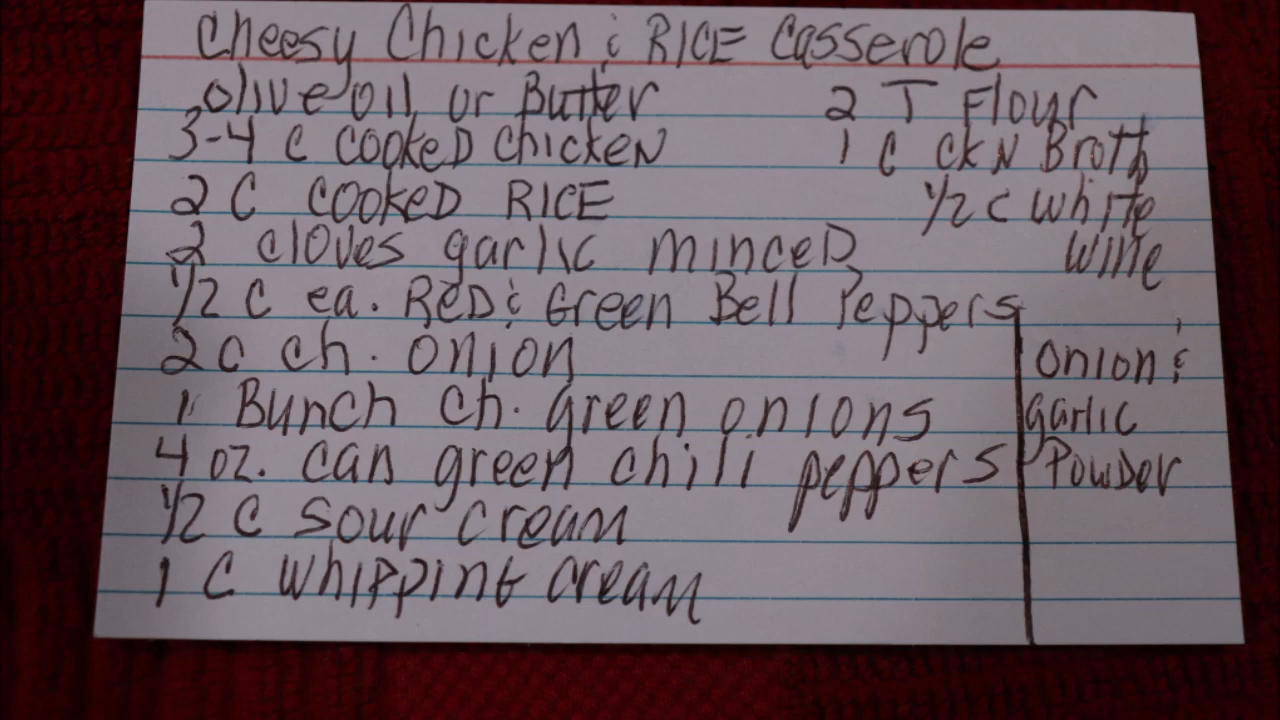 Cheesy Chicken & RICE Casserole
olive oil or Butter
2 T Flour
3-4 C COOKED Chicken
1 C CKN Broth
2 C COOKED RICE
1/2 C White
Wine
2 cloves garlic minced
1/2 C ea. RED & Green Bell Peppers
2 C ch. onion
1 Bunch ch. green onions
4 oz. can green chili peppers
1/2 C Sour cream
1 C whipping cream
onion &
garlic
Powder